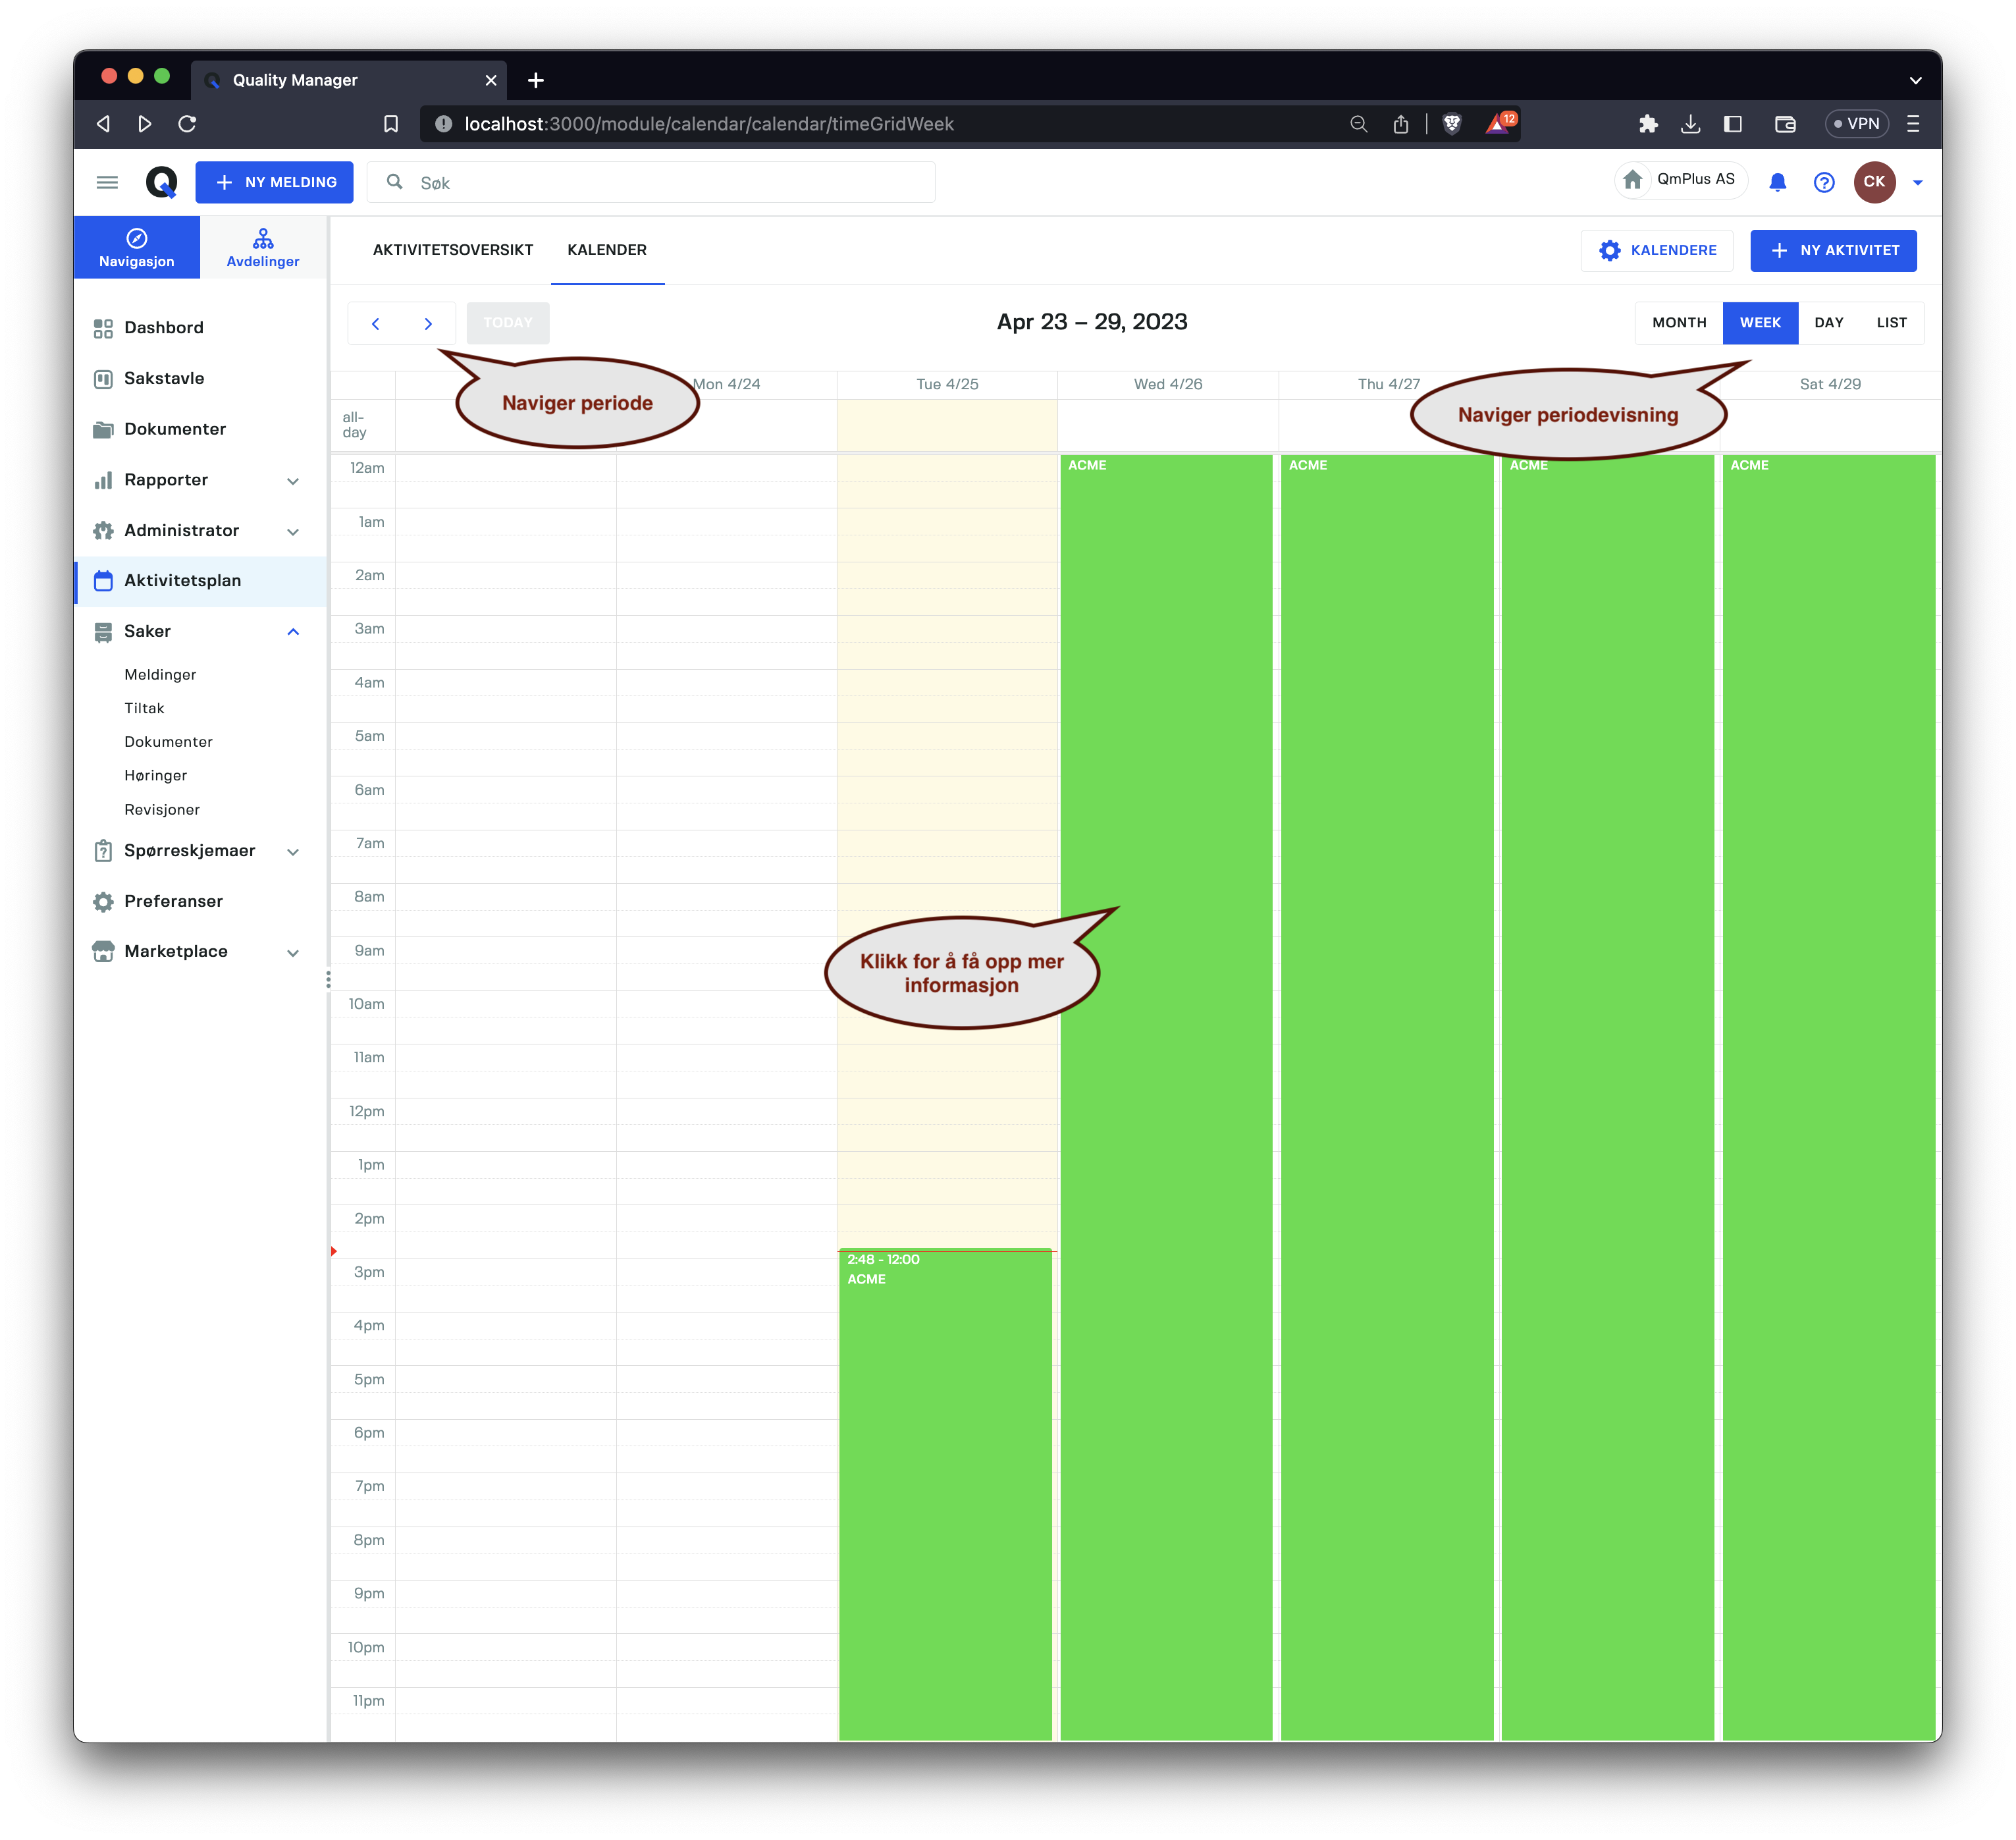 Quality Manager
localhost:3000/module/calendar/calendar/timeGridWeek
12
VPN
NY MELDING
Søk
QmPlus AS
CK
Navigasjon
Avdelinger
AKTIVITETSOVERSIKT
KALENDER
KALENDERE
NY AKTIVITET
Dashbord
Sakstavle
Dokumenter
Rapporter
Administrator
Aktivitetsplan
Saker
Meldinger
Tiltak
Dokumenter
Høringer
Revisjoner
Spørreskjemaer
Preferanser
Marketplace
TODAY
Apr 23 – 29, 2023
MONTH
WEEK
DAY
LIST
Naviger periode
Naviger periodevisning
Mon 4/24
Tue 4/25
Wed 4/26
Thu 4/27
Sat 4/29
all-
day
12am
ACME
ACME
ACME
ACME
1am
2am
3am
4am
5am
6am
7am
8am
9am
Klikk for å få opp mer
informasjon
10am
11am
12pm
1pm
2pm
2:48 - 12:00
ACME
3pm
4pm
5pm
6pm
7pm
8pm
9pm
10pm
11pm